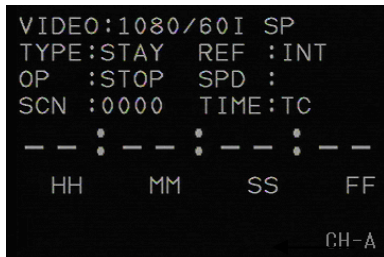 VIDEO:1080/60I SP
TYPE:STAY REF :INT
OP :STOP SPD :
SCN :0000 TIME:TC
--:--:--:--
HH MM SS FF
CH-A